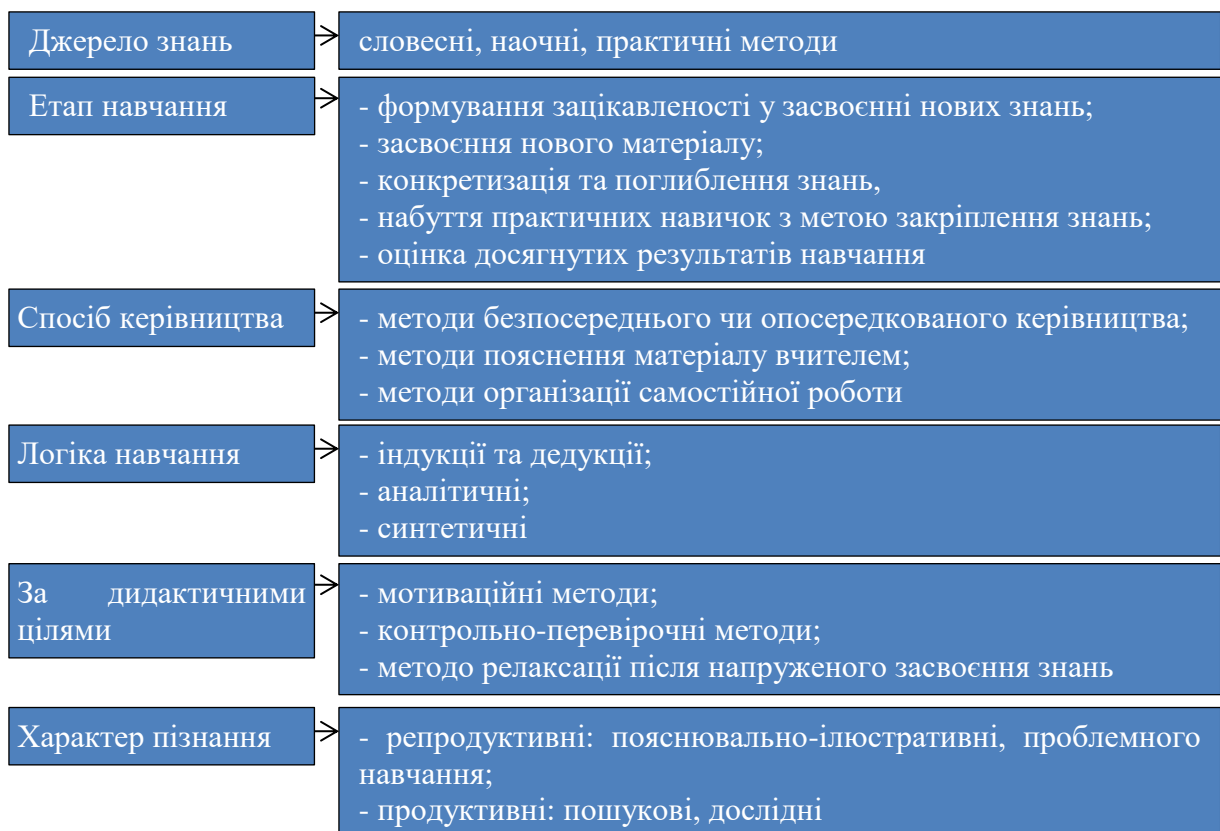 Джерело знань
словесні, наочні, практичні методи
Етап навчання
- формування зацікавленості у засвоєнні нових знань;
- засвоєння нового матеріалу;
- конкретизація та поглиблення знань,
- набуття практичних навичок з метою закріплення знань;
- оцінка досягнутих результатів навчання
Спосіб керівництва
- методи безпосереднього чи опосередкованого керівництва;
- методи пояснення матеріалу вчителем;
- методи організації самостійної роботи
Логіка навчання
- індукції та дедукції;
- аналітичні;
- синтетичні
За дидактичними
цілями
- мотиваційні методи;
- контрольно-перевірочні методи;
- методо релаксації після напруженого засвоєння знань
Характер пізнання
- репродуктивні: пояснювально-ілюстративні, проблемного
навчання;
- продуктивні: пошукові, дослідні